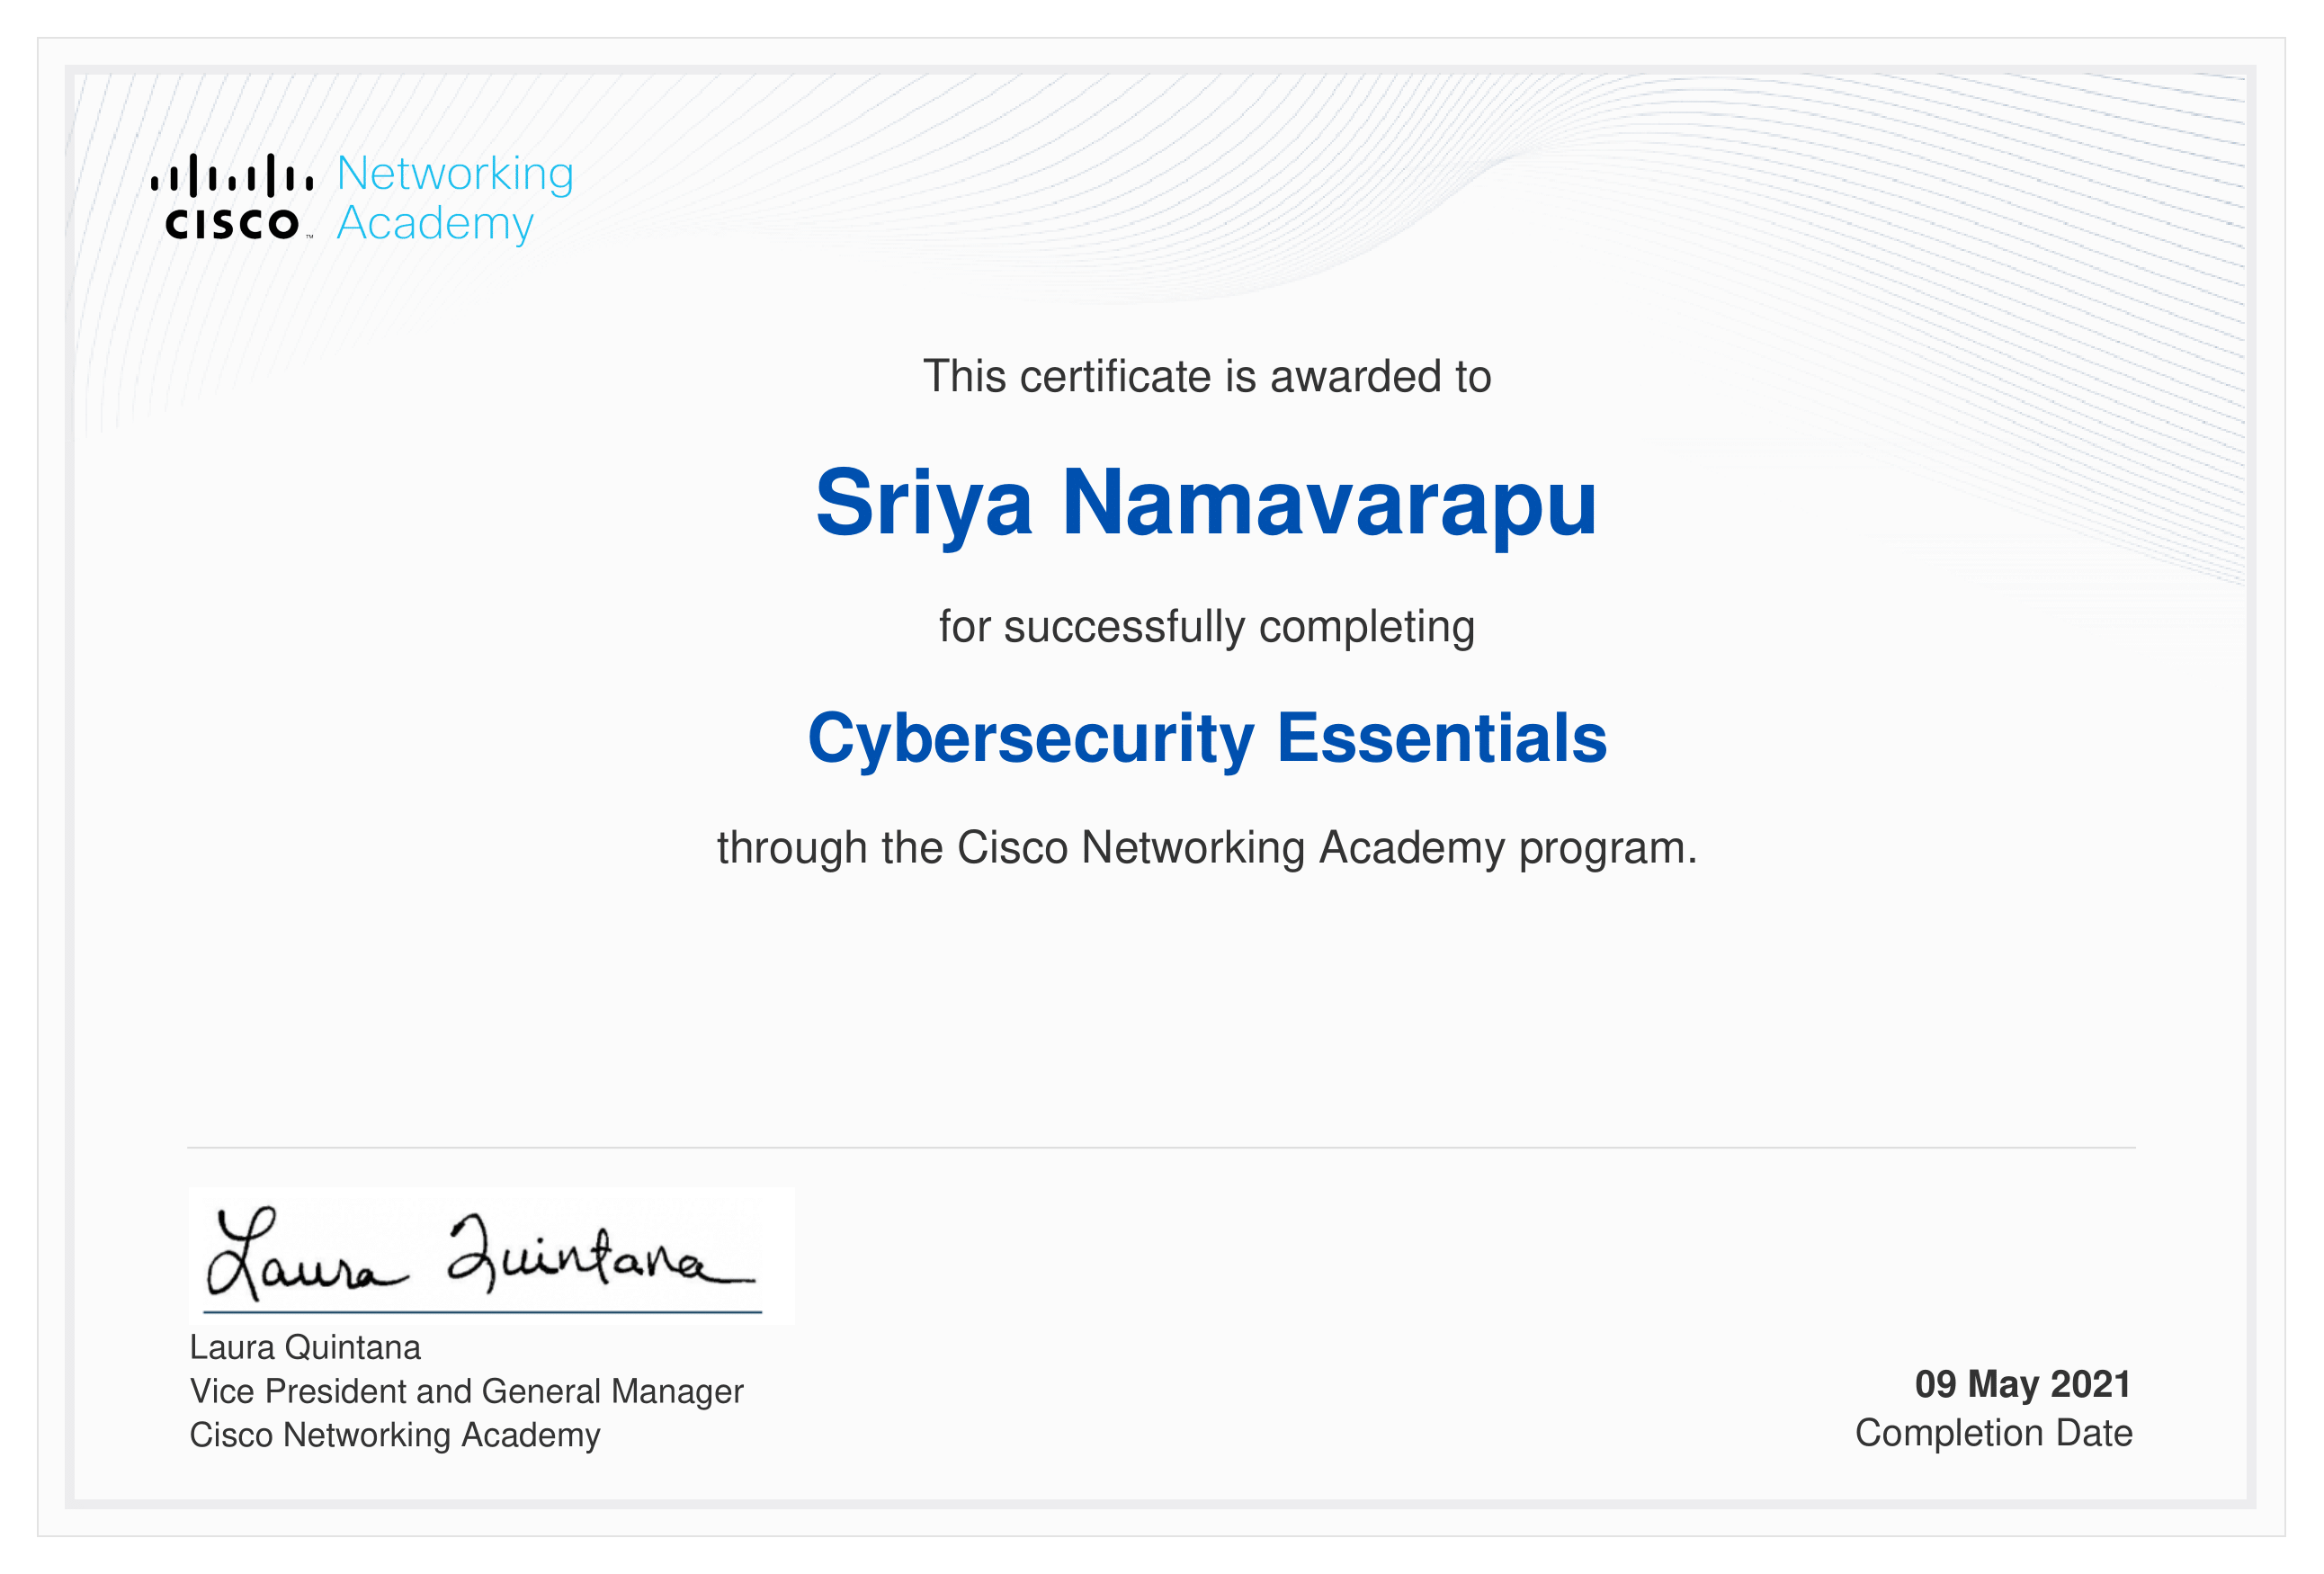 Networking
Academy
CISCO™
This certificate is awarded to
Sriya Namavarapu
for successfully completing
Cybersecurity Essentials
through the Cisco Networking Academy program.
Laura Quintana
Laura Quintana
Vice President and General Manager
Cisco Networking Academy
09 May 2021
Completion Date